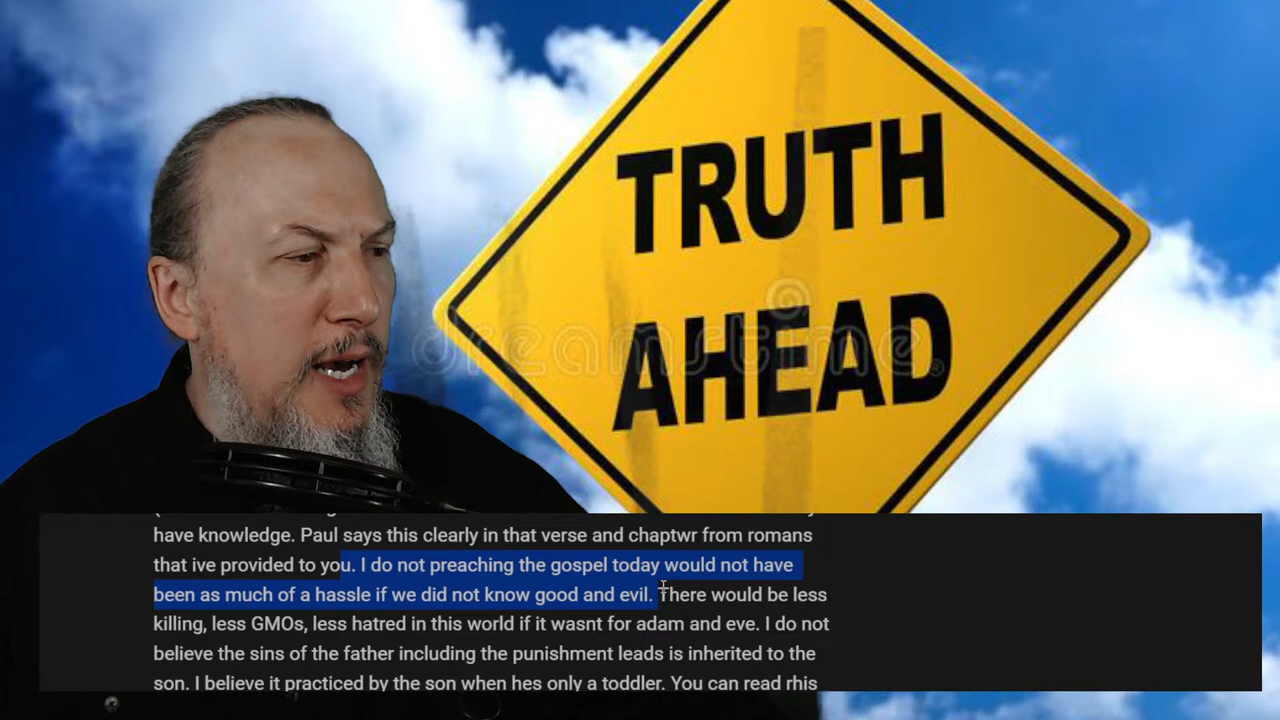 TRUTH
AHEAD
dreamstime
have knowledge. Paul says this clearly in that verse and chaptwr from romans
that ive provided to you. I do not preaching the gospel today would not have
been as much of a hassle if we did not know good and evil. There would be less
killing, less GMOs, less hatred in this world if it wasnt for adam and eve. I do not
believe the sins of the father including the punishment leads is inherited to the
son. I believe it practiced by the son when hes only a toddler. You can read rhis